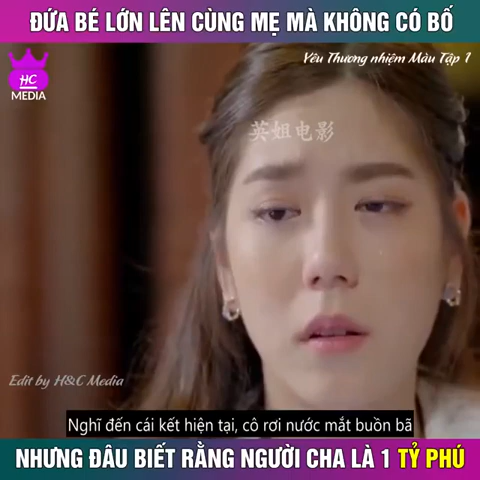 ĐỨA BÉ LỚN LÊN CÙNG MẸ MÀ KHÔNG CÓ BỐ
HC
MEDIA
Yêu Thương nhiệm Màu Tập 1
英姐电影
Edit by H&C Media
Nghĩ đến cái kết hiện tại, cô rơi nước mắt buồn bã
NHƯNG ĐÂU BIẾT RẰNG NGƯỜI CHA LÀ 1 TỶ PHÚ